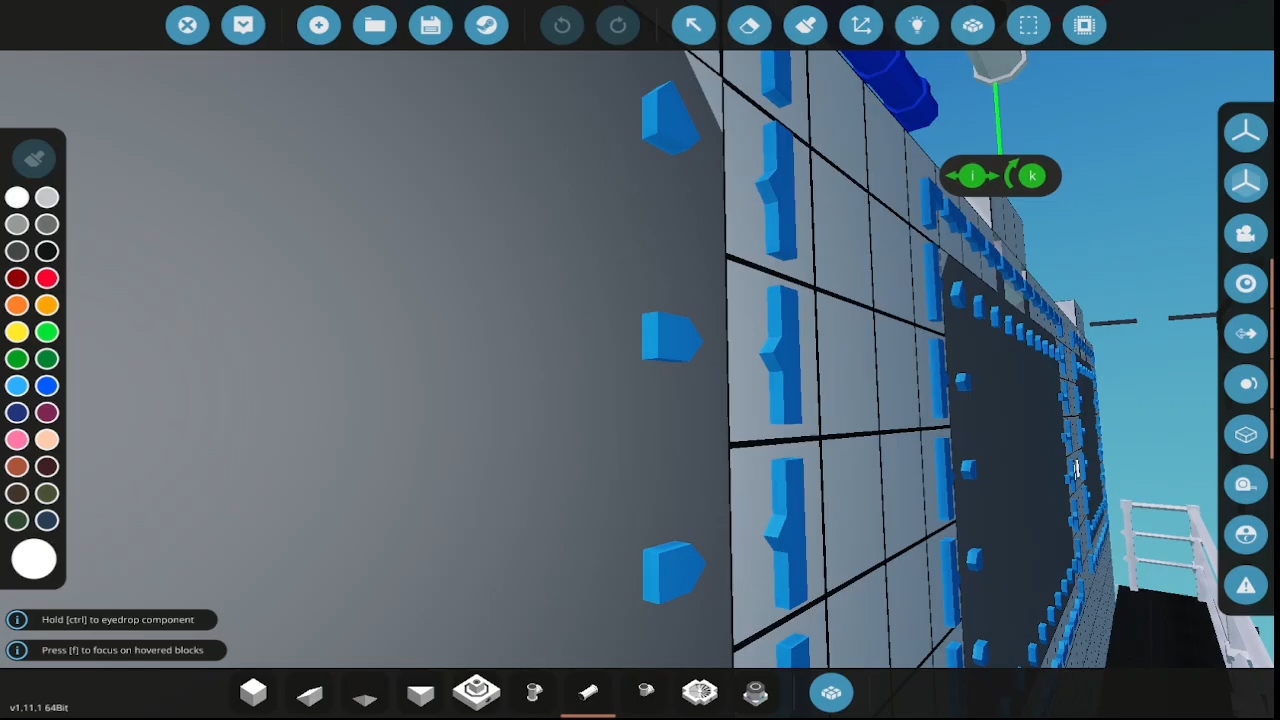 i k
Hold [ctrl] to eyedrop component
Press [f] to focus on hovered blocks
v1.11.1 64Bit